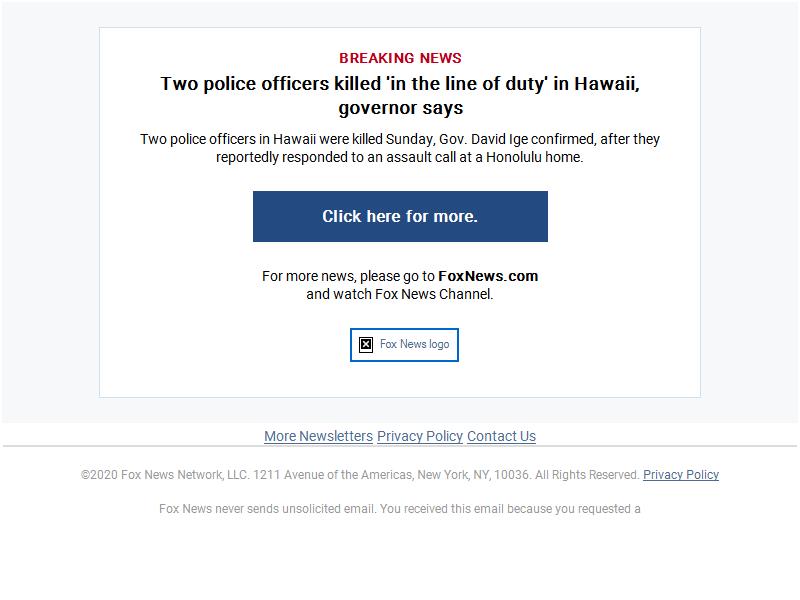 BREAKING NEWS
Two police officers killed 'in the line of duty' in Hawaii,
governor says
Two police officers in Hawaii were killed Sunday, Gov. David Ige confirmed, after they
reportedly responded to an assault call at a Honolulu home.
Click here for more.
For more news, please go to FoxNews.com
and watch Fox News Channel.
Fox News logo
More Newsletters Privacy Policy Contact Us
©2020 Fox News Network, LLC. 1211 Avenue of the Americas, New York, NY, 10036. All Rights Reserved. Privacy Policy
Fox News never sends unsolicited email. You received this email because you requested a